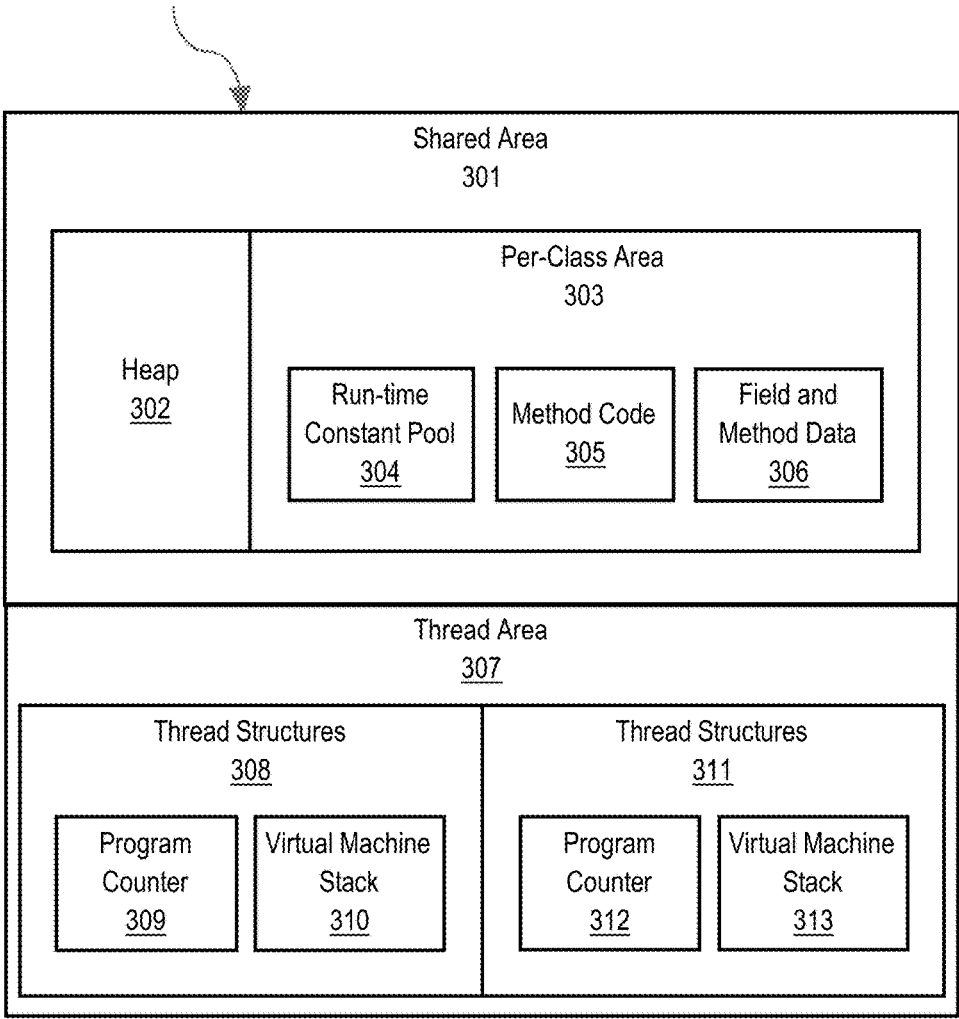 Shared Area
301
Per-Class Area
303
Heap
302
Run-time
Constant Pool
304
Method Code
305
Field and
Method Data
306
Thread Area
307
Thread Structures
308
Program
Counter
309
Virtual Machine
Stack
310
Thread Structures
311
Program
Counter
312
Virtual Machine
Stack
313